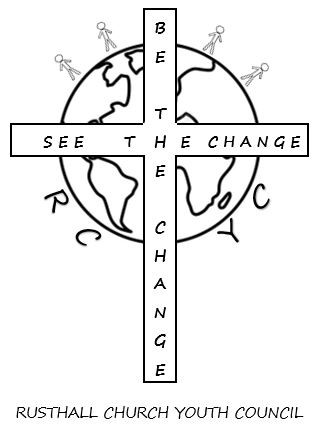 BE THE CHANGE
SEE THE CHANGE
RCYC
RUSTHALL CHURCH YOUTH COUNCIL